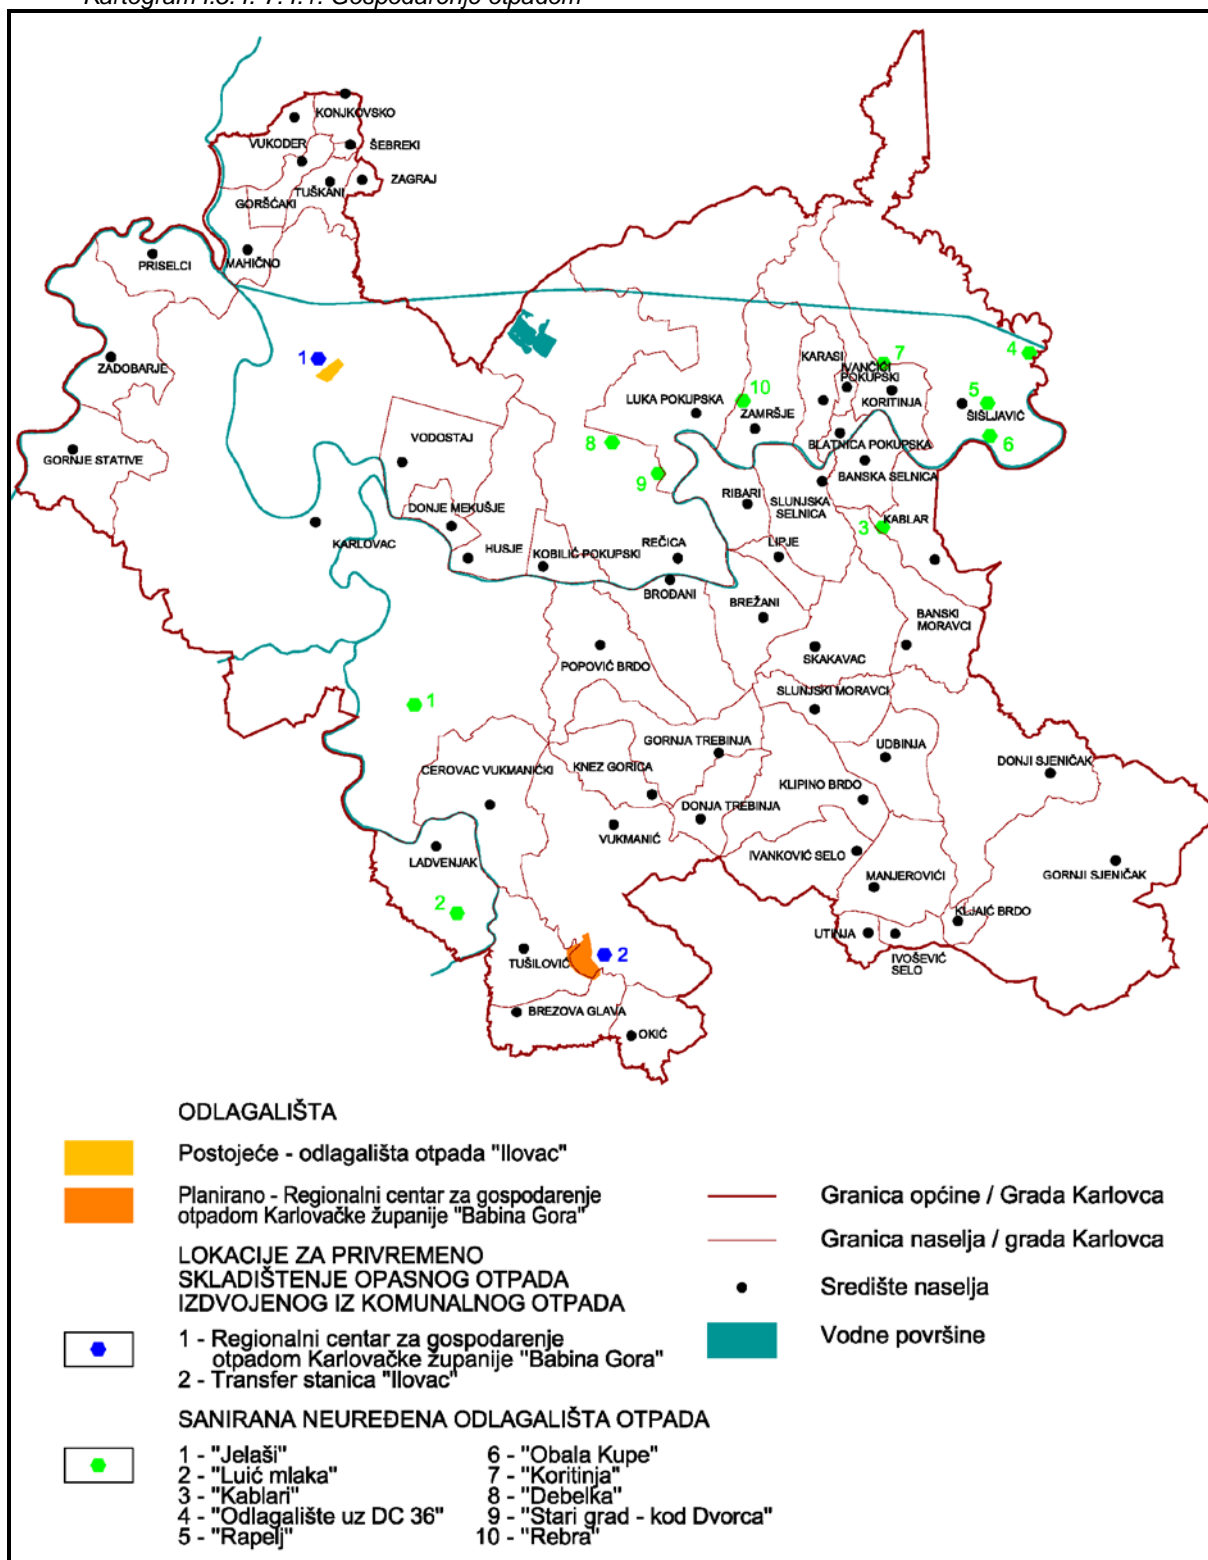 KONJKOVSKO
VUKODER
ŠEBREKI
TUŠKANI
ZAGRAJ
GORŠĆAKI
MAHIČNO
PRISELCI
ZADOBARJE
GORNJE STATIVE
1
KARLOVAC
VODOSTAJ
DONJE MEKUŠJE
HUSJE
KOBILIĆ POKUPSKI
REČICA
BROĐANI
LUKA POKUPSKA
8
9
10
ZAMRŠJE
KARASI
IVANČIĆI
POKUPSKI
7
KORITINJA
4
5
ŠIŠLJAVIĆ
6
BLATNICA POKUPSKA
BANSKA SELNICA
RIBARI
SLUNJSKA
SELNICA
3
KABLAR
LIPJE
BREŽANI
BANSKI
MORAVCI
SKAKAVAC
POPOVIĆ BRDO
SLUNJSKI MORAVCI
1
GORNJA TREBINJA
UDBINJA
DONJI SJENIČAK
CEROVAC VUKMANIĆKI
KNEZ GORICA
KLIPINO BRDO
DONJA TREBINJA
VUKMANIĆ
LADVENJAK
IVANKOVIĆ SELO
MANJEROVIĆI
GORNJI SJENIČAK
2
KLJAIĆ BRDO
UTINJA
IVOŠEVIĆ
SELO
TUŠILOVIĆ
2
BREZOVA GLAVA
OKIĆ
ODLAGALIŠTA
Postojeće - odlagališta otpada "Ilovac"
Planirano - Regionalni centar za gospodarenje
otpadom Karlovačke županije "Babina Gora"
LOKACIJE ZA PRIVREMENO
SKLADIŠTENJE OPASNOG OTPADA
IZDVOJENOG IZ KOMUNALNOG OTPADA
1 - Regionalni centar za gospodarenje
otpadom Karlovačke županije "Babina Gora"
2 - Transfer stanica "Ilovac"
SANIRANA NEUREĐENA ODLAGALIŠTA OTPADA
1 - "Jelaši"
2 - "Luić mlaka"
3 - "Kablari"
4 - "Odlagalište uz DC 36"
5 - "Rapelj"
6 - "Obala Kupe"
7 - "Koritinja"
8 - "Debelka"
9 - "Stari grad - kod Dvorca"
10 - "Rebra"
Granica općine / Grada Karlovca
Granica naselja / grada Karlovca
Središte naselja
Vodne površine